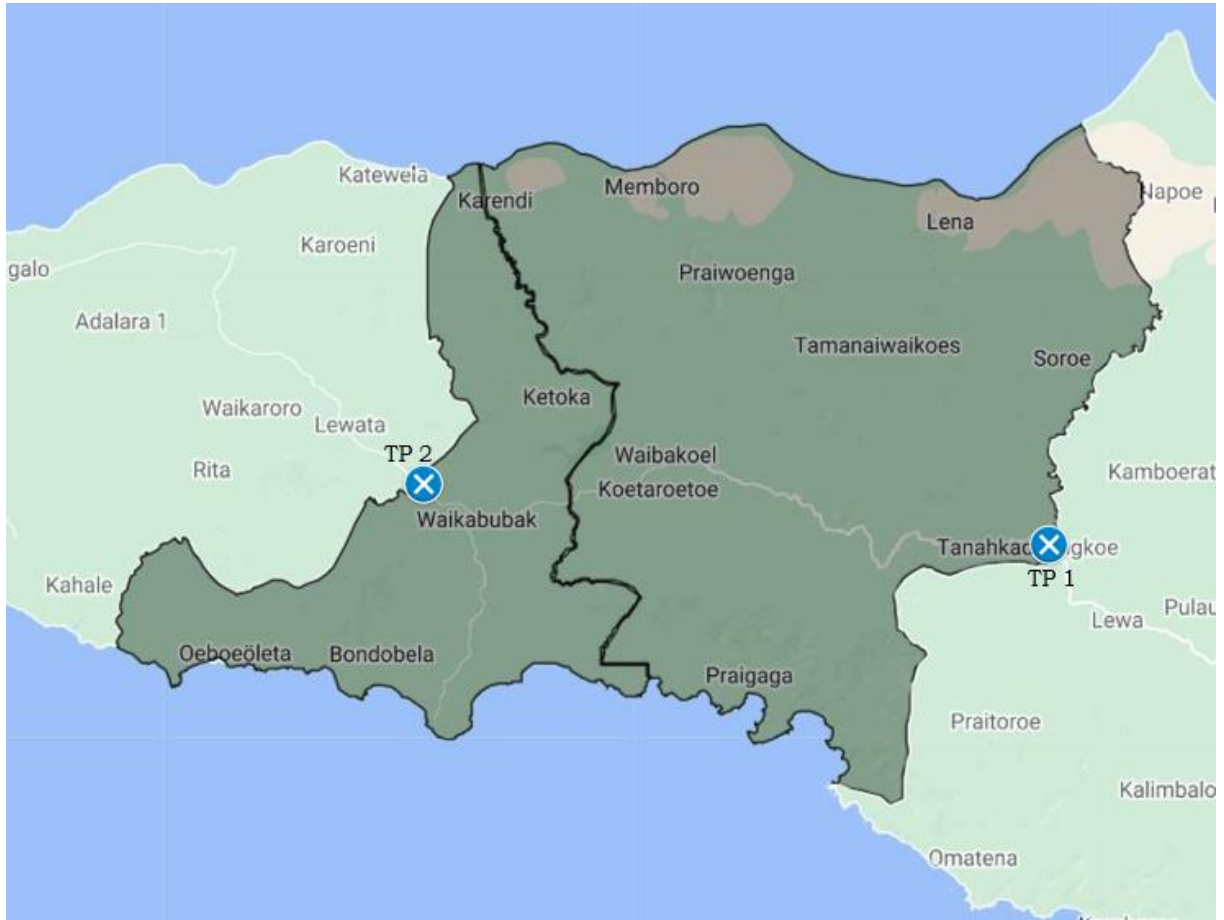 Kateweia
Karendi
Memboro
Napoe
Lena
Karoeni
galo
Praiwoenga
Adalara 1
Tamanaiwaikoes
Soroe
Ketoka
Waikaroro
Lewata
TP 2
Waibakoel
Rita
Kamboerat
Koetaroetoe
Waikabubak
TP 1
Kahale
Pulau
Lewa
Oeboeöleta
Bondobela
Praigaga
Praitoroe
Kalimbalo
Omatena